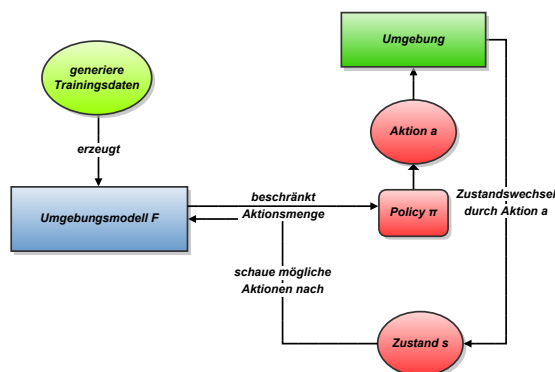 Umgebung
generiere
Trainingsdaten
Aktion a
erzeugt
beschränkt
Aktionsmenge
Zustandswechsel
durch Aktion a
Umgebungsmodell F
Policy π
schaue mögliche
Aktionen nach
Zustand s